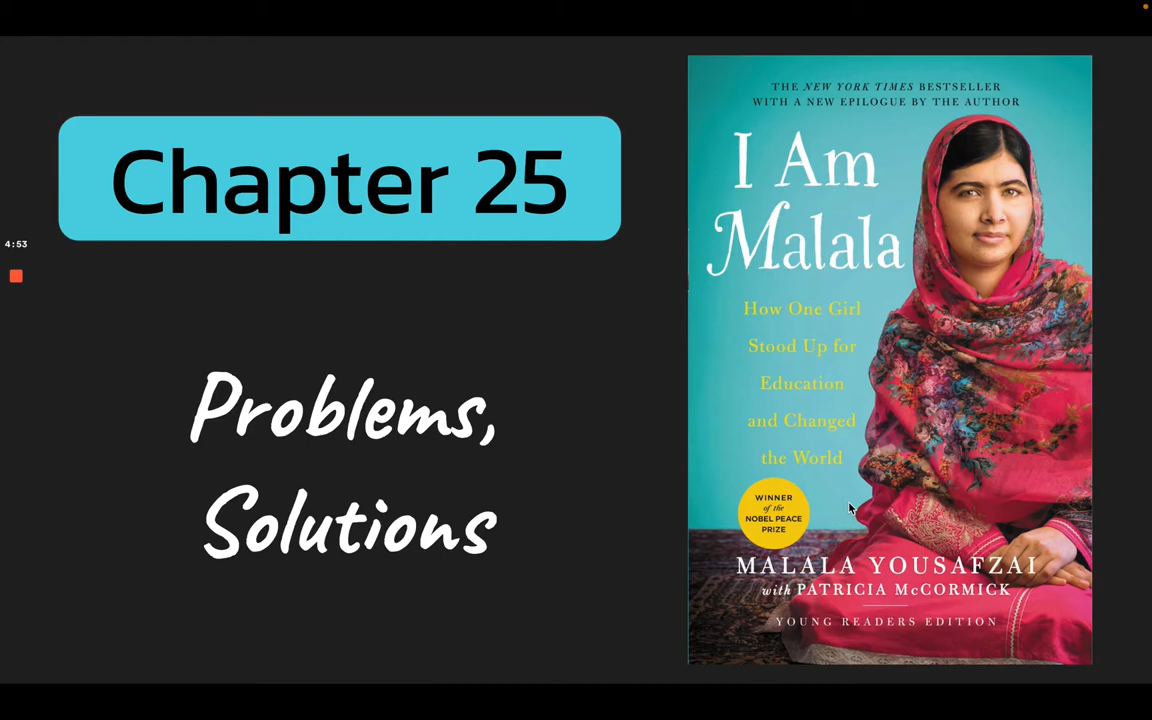 Chapter 25
4:53
Problems,
Solutions
THE NEW YORK TIMES BESTSELLER
WITH A NEW EPILOGUE BY THE AUTHOR
I Am
Malala
How One Girl
Stood Up for
Education
and Changed
the World
WINNER
of the
NOBEL PEACE
PRIZE
MALALA YOUSAFZAI
with PATRICIA McCORMICK
YOUNG READERS EDITION